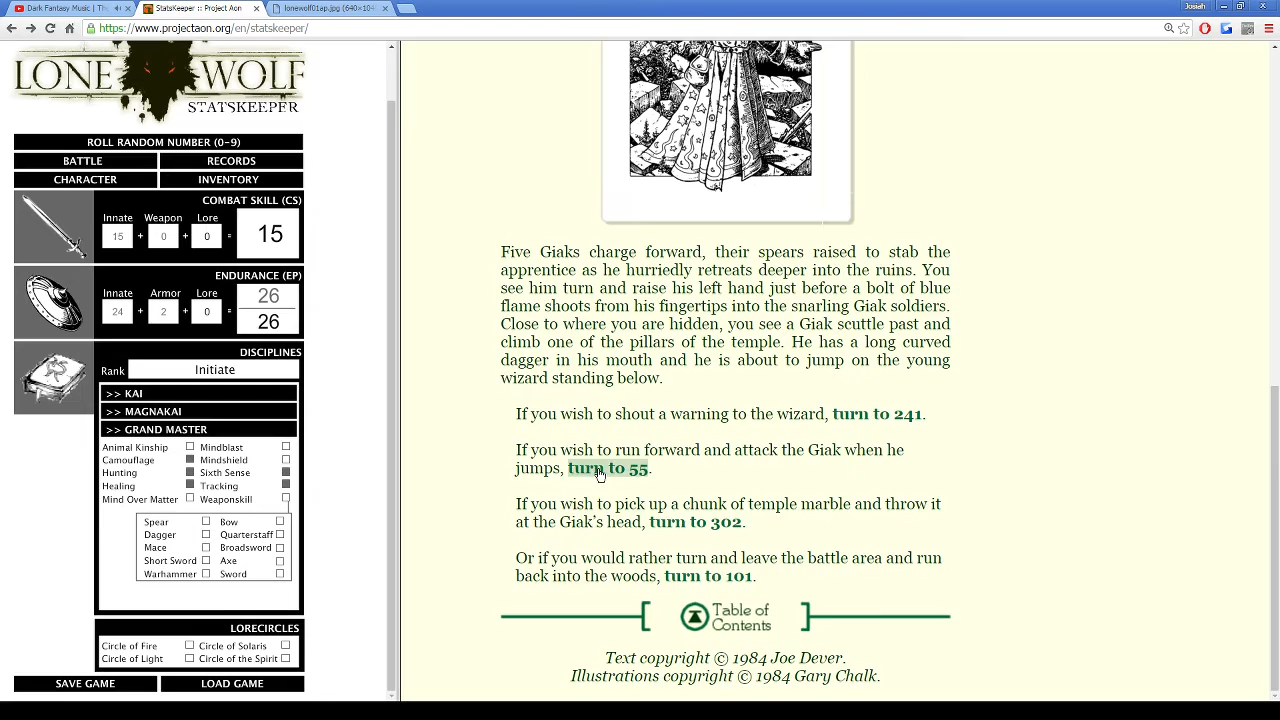 Dark Fantasy Music | Th
StatsKeeper :: Project Aon
lonewolf01ap.jpg (640×104
Josiah
https://www.projectaon.org/en/statskeeper/
LONE WOLF
STATSKEEPER
ROLL RANDOM NUMBER (0-9)
BATTLE RECORDS
CHARACTER INVENTORY
COMBAT SKILL (CS)
Innate Weapon Lore
15 + 0 + 0 = 15
ENDURANCE (EP)
Innate Armor Lore
26
24 + 2 + 0 =
26
DISCIPLINES
Rank Initiate
>> KAI
>> MAGNAKAI
>> GRAND MASTER
Animal Kinship Mindblast
Camouflage Mindshield
Hunting Sixth Sense
Healing Tracking
Mind Over Matter Weaponskill
Spear Bow
Dagger Quarterstaff
Mace Broadsword
Short Sword Axe
Warhammer Sword
LORECIRCLES
Circle of Fire Circle of Solaris
Circle of Light Circle of the Spirit
SAVE GAME LOAD GAME
Five Giaks charge forward, their spears raised to stab the
apprentice as he hurriedly retreats deeper into the ruins. You
see him turn and raise his left hand just before a bolt of blue
flame shoots from his fingertips into the snarling Giak soldiers.
Close to where you are hidden, you see a Giak scuttle past and
climb one of the pillars of the temple. He has a long curved
dagger in his mouth and he is about to jump on the young
wizard standing below.
If you wish to shout a warning to the wizard, turn to 241.
If you wish to run forward and attack the Giak when he
jumps, turn to 55.
If you wish to pick up a chunk of temple marble and throw it
at the Giak’s head, turn to 302.
Or if you would rather turn and leave the battle area and run
back into the woods, turn to 101.
Table of
Contents
Text copyright © 1984 Joe Dever.
Illustrations copyright © 1984 Gary Chalk.